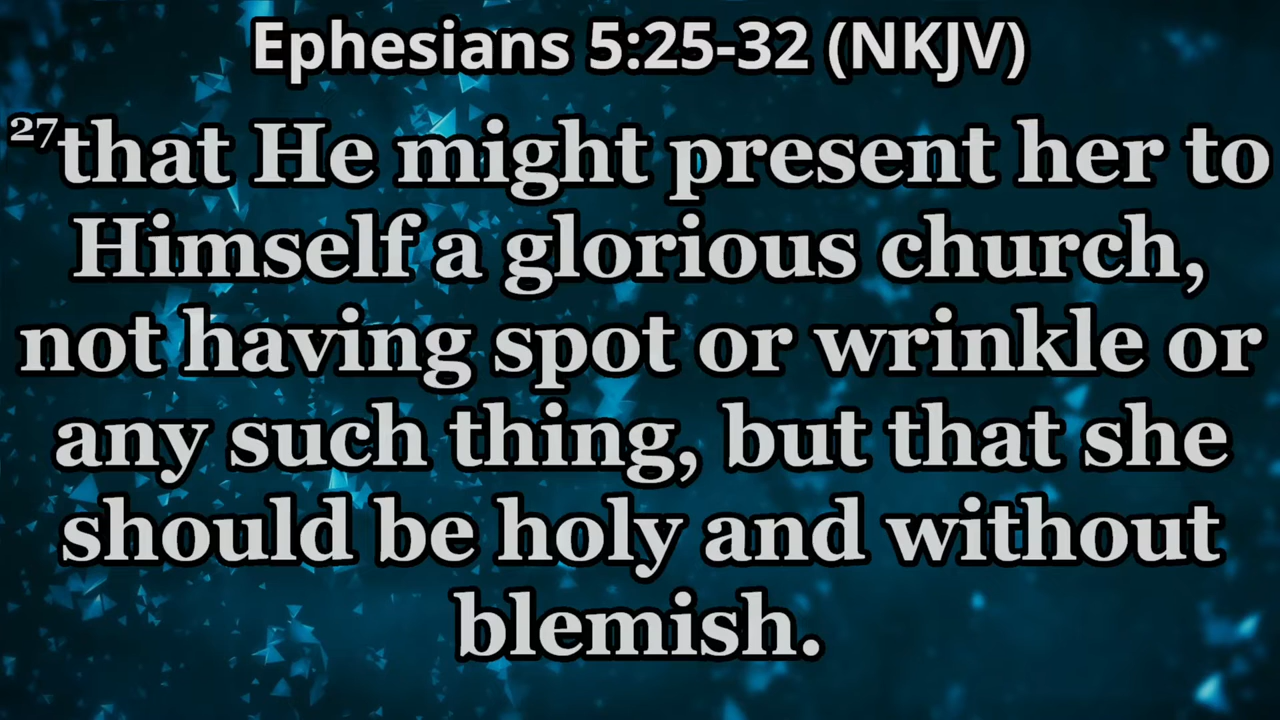 Ephesians 5:25-32 (NKJV)
27that He might present her to
Himself a glorious church,
not having spot or wrinkle or
any such thing, but that she
should be holy and without
blemish.